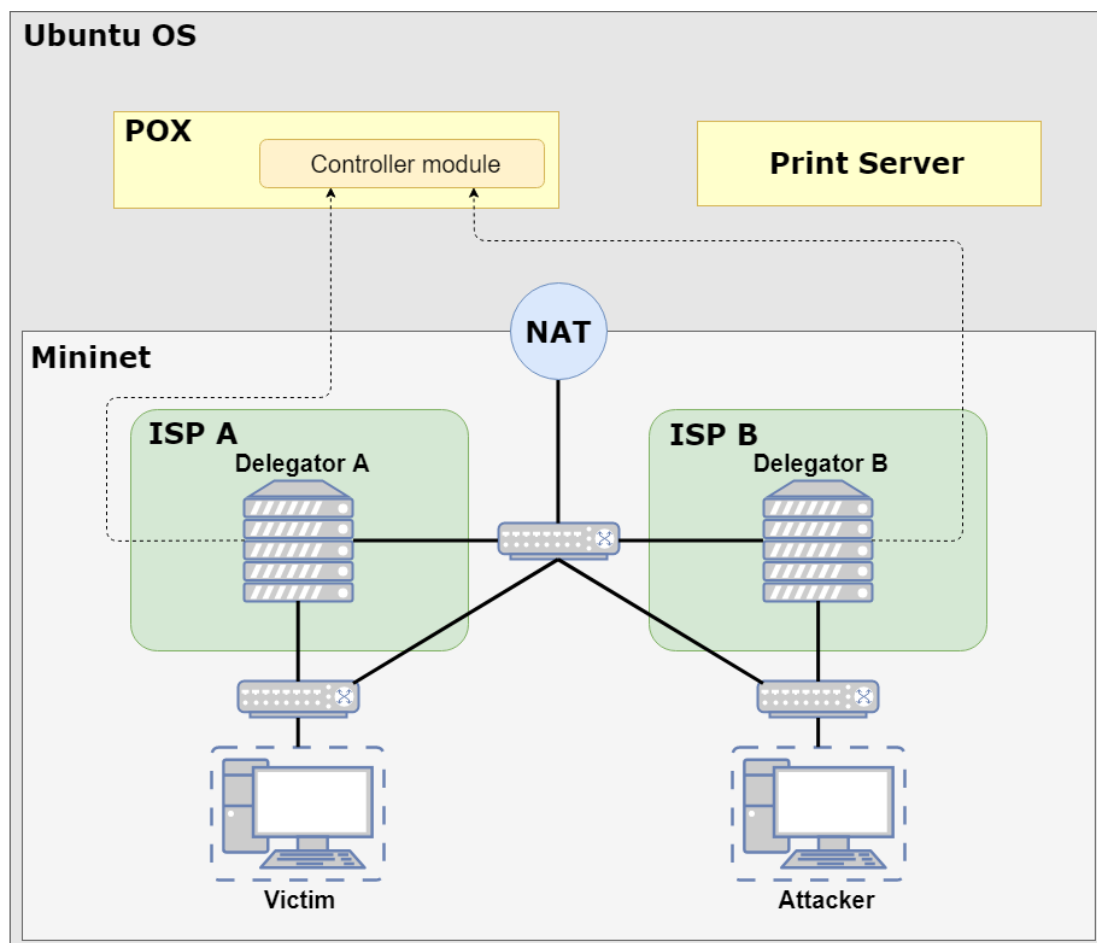 Ubuntu OS
POX
Controller module
Print Server
NAT
Mininet
ISP A
Delegator A
ISP B
Delegator B
Victim
Attacker